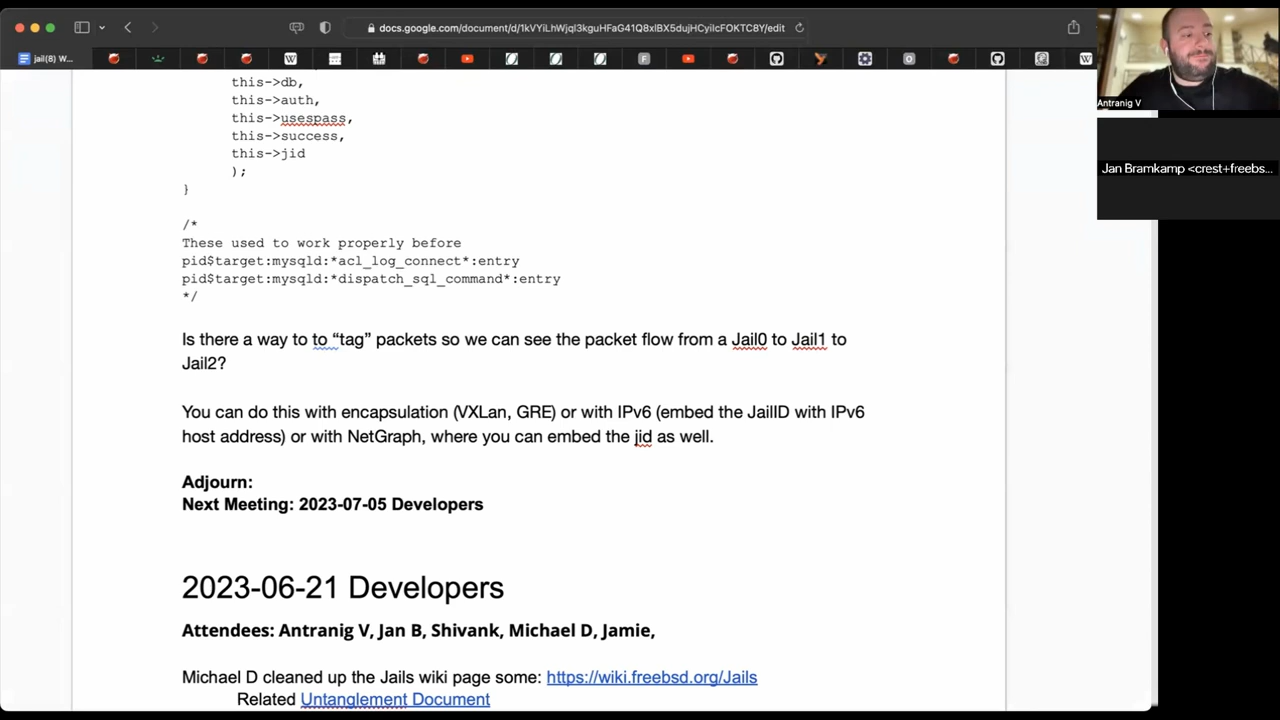 docs.google.com/document/d/1kVYiLhWjql3kguHFaG41Q8xlBX5dujHCyilcFOKTC8Y/edit
jail(8) W...
this->db,
this->auth,
this->usespass,
this->success,
this->jid
);
}
/*
These used to work properly before
pid$target:mysqld:*acl_log_connect*:entry
pid$target:mysqld:*dispatch_sql_command*:entry
*/
Is there a way to to “tag” packets so we can see the packet flow from a Jail0 to Jail1 to
Jail2?
You can do this with encapsulation (VXLan, GRE) or with IPv6 (embed the JailID with IPv6
host address) or with NetGraph, where you can embed the jid as well.
Adjourn:
Next Meeting: 2023-07-05 Developers
2023-06-21 Developers
Attendees: Antranig V, Jan B, Shivank, Michael D, Jamie,
Michael D cleaned up the Jails wiki page some: https://wiki.freebsd.org/Jails
Related Untanglement Document
Antranig V
Jan Bramkamp <crest+freebs...